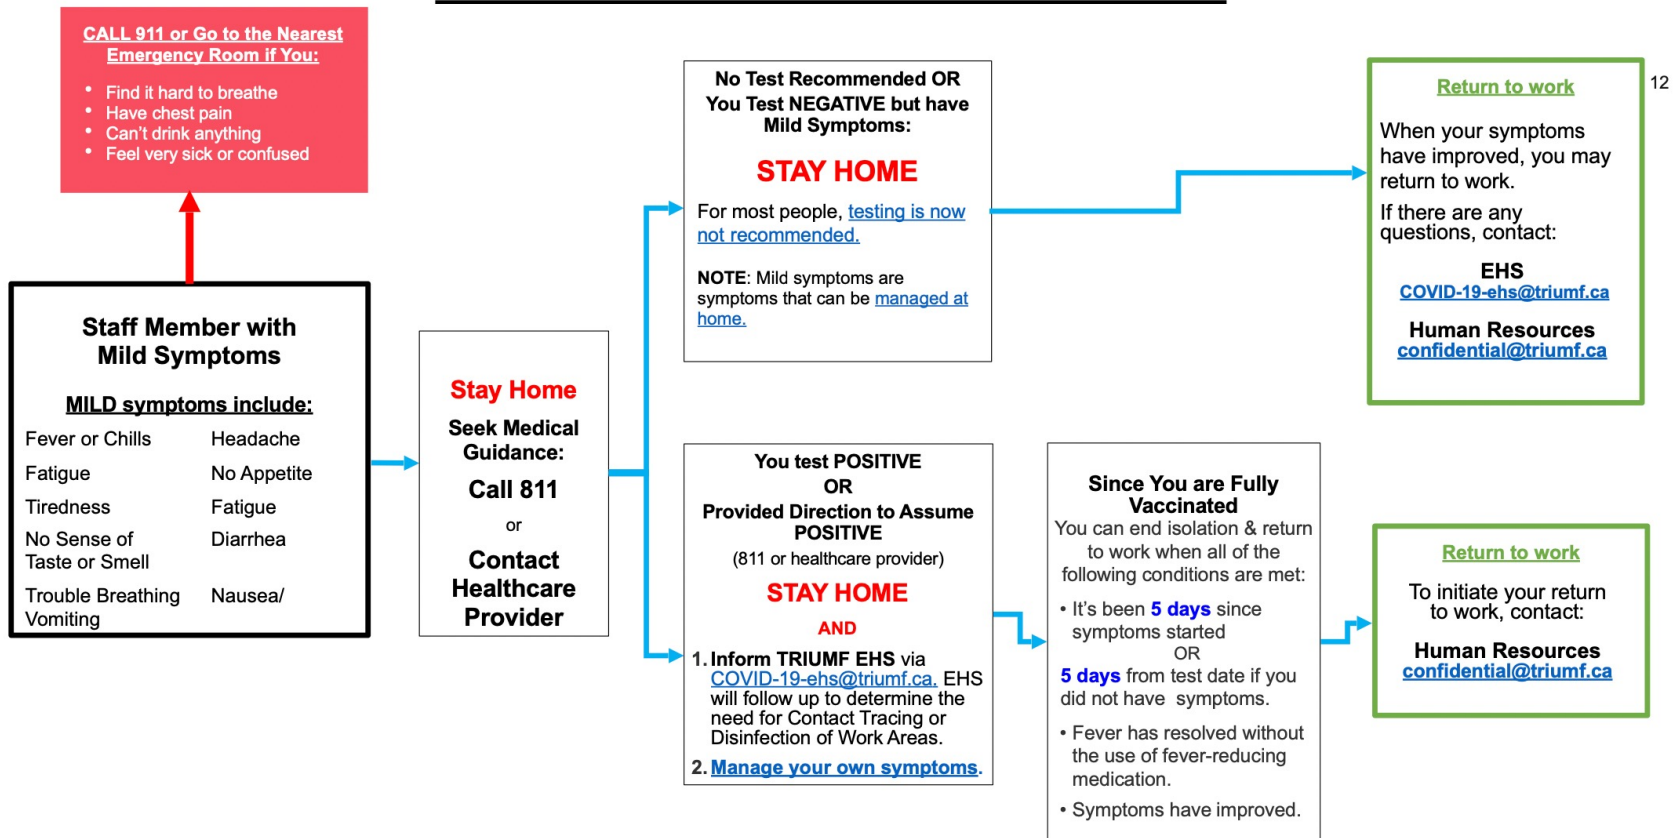 CALL 911 or Go to the Nearest
Emergency Room if You:
• Find it hard to breathe
• Have chest pain
• Can't drink anything
• Feel very sick or confused
Staff Member with
Mild Symptoms
MILD symptoms include:
Fever or Chills Headache
Fatigue No Appetite
Tiredness Fatigue
No Sense of Diarrhea
Taste or Smell
Trouble Breathing Nausea/
Vomiting
Stay Home
Seek Medical
Guidance:
Call 811
or
Contact
Healthcare
Provider
No Test Recommended OR
You Test NEGATIVE but have
Mild Symptoms:
STAY HOME
For most people, testing is now
not recommended.
NOTE: Mild symptoms are
symptoms that can be managed at
home.
Return to work
When your symptoms
have improved, you may
return to work.
If there are any
questions, contact:
EHS
COVID-19-ehs@triumf.ca
Human Resources
confidential@triumf.ca
12
You test POSITIVE
OR
Provided Direction to Assume
POSITIVE
(811 or healthcare provider)
STAY HOME
AND
1. Inform TRIUMF EHS via
COVID-19-ehs@triumf.ca. EHS
will follow up to determine the
need for Contact Tracing or
Disinfection of Work Areas.
2. Manage your own symptoms.
Since You are Fully
Vaccinated
You can end isolation & return
to work when all of the
following conditions are met:
• It's been 5 days since
symptoms started
OR
5 days from test date if you
did not have symptoms.
• Fever has resolved without
the use of fever-reducing
medication.
• Symptoms have improved.
Return to work
To initiate your return
to work, contact:
Human Resources
confidential@triumf.ca